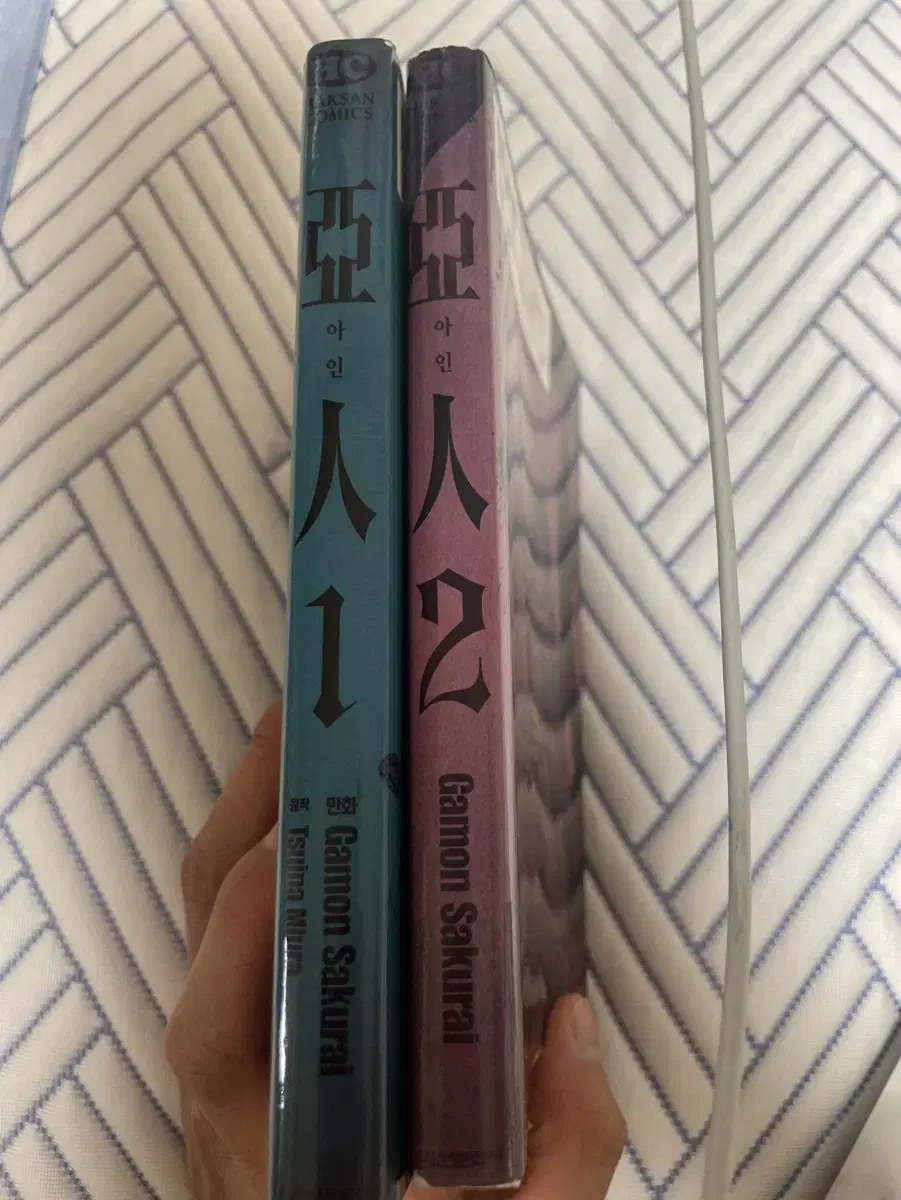 HC
HAKSAN
COMICS
亞
아
인
人
1
원작
Tsuina Miura
만화
Gamon Sakurai
亞
아
인
人
2
Gamon Sakurai